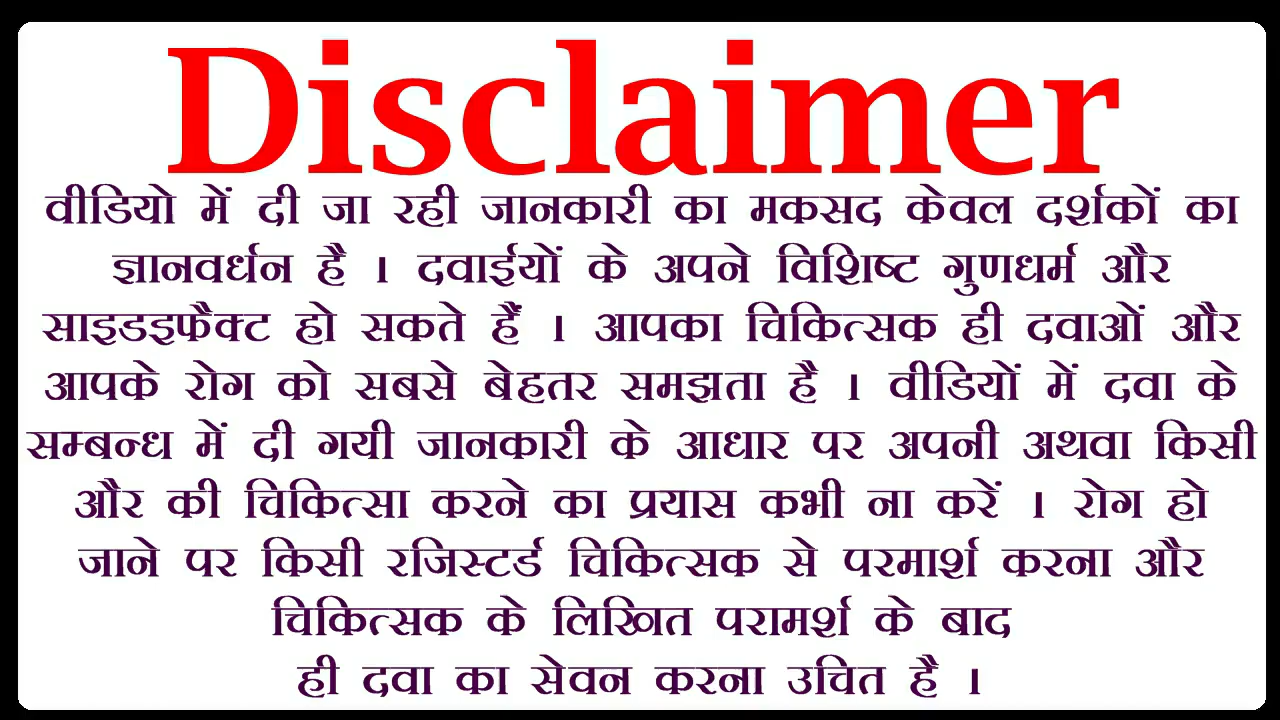 Disclaimer
वीडियो में दी जा रही जानकारी का मकसद केवल दर्शकों का
ज्ञानवर्धन है । दवाईयों के अपने विशिष्ट गुणधर्म और
साइडइफैक्ट हो सकते हैं । आपका चिकित्सक ही दवाओं और
आपके रोग को सबसे बेहतर समझता है । वीडियों में दवा के
सम्बन्ध में दी गयी जानकारी के आधार पर अपनी अथवा किसी
और की चिकित्सा करने का प्रयास कभी ना करें । रोग हो
जाने पर किसी रजिस्टर्ड चिकित्सक से परमार्श करना और
चिकित्सक के लिखित परामर्श के बाद
ही दवा का सेवन करना उचित है ।